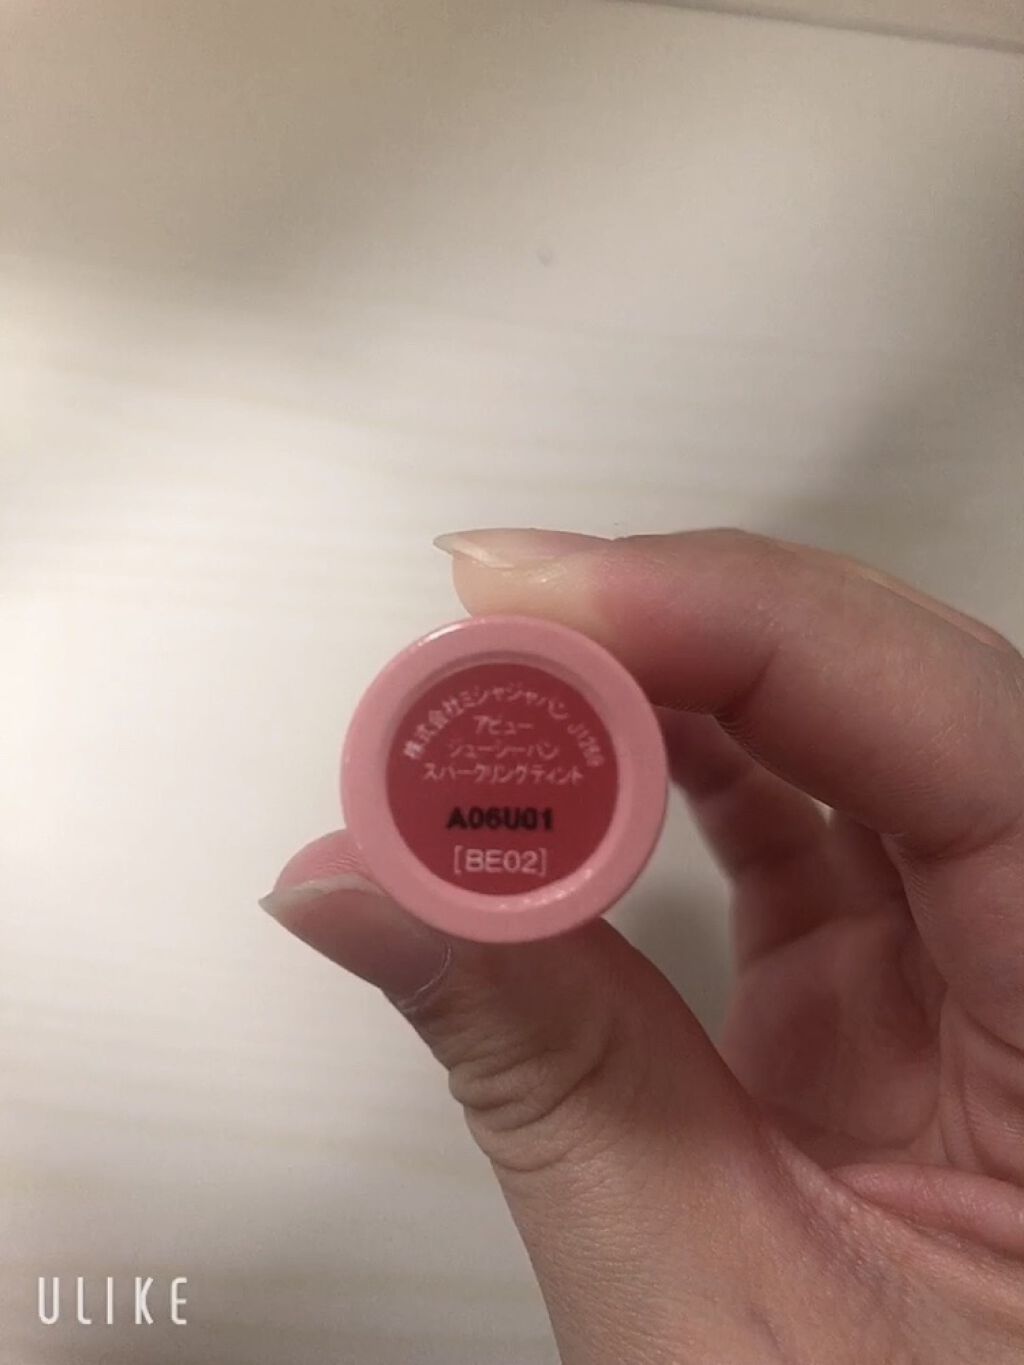 株式会社ミシャジャパン J1266
アピュー
ジューシーパン
スパークリングティント
A06U01
[BE02]
ULIKE